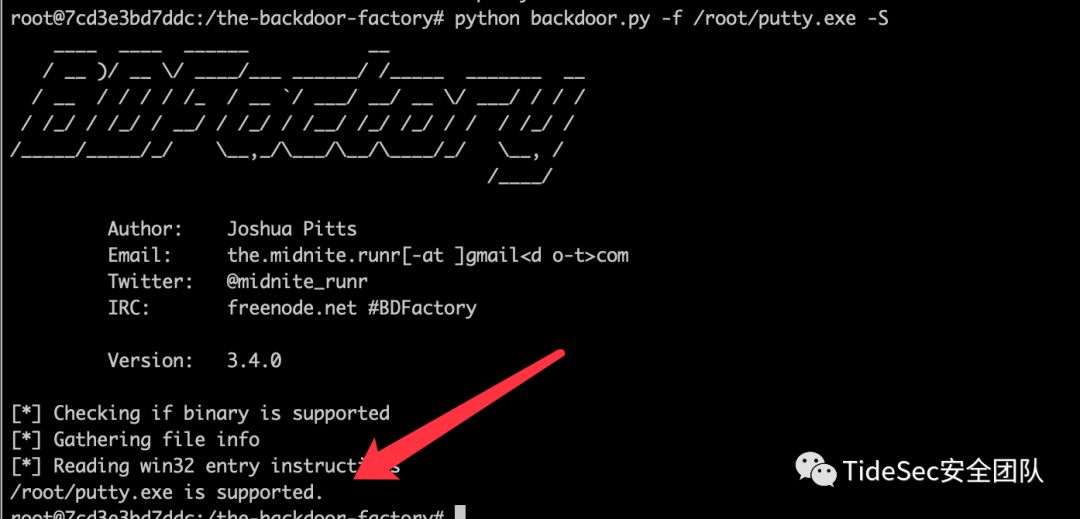 root@7cd3e3bd7ddc:/the-backdoor-factory# python backdoor.py -f /root/putty.exe -S
BDFactory
Author: Joshua Pitts
Email: the.midnite.runr[-at ]gmail<d o-t>com
Twitter: @midnite_runr
IRC: freenode.net #BDFactory
Version: 3.4.0
[*] Checking if binary is supported
[*] Gathering file info
[*] Reading win32 entry instructions
/root/putty.exe is supported.
root@7cd3e3bd7ddc:/the-backdoor-factory#
TideSec安全团队